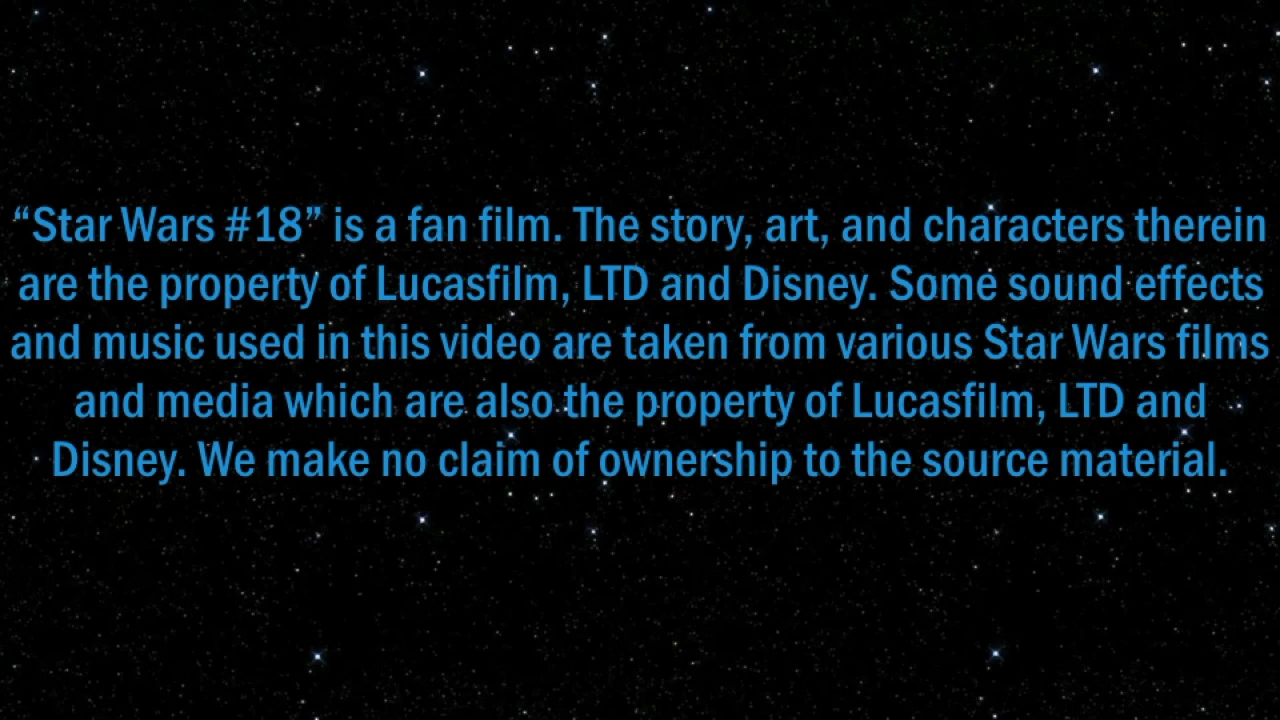 “Star Wars #18” is a fan film. The story, art, and characters therein
are the property of Lucasfilm, LTD and Disney. Some sound effects
and music used in this video are taken from various Star Wars films
and media which are also the property of Lucasfilm, LTD and
Disney. We make no claim of ownership to the source material.